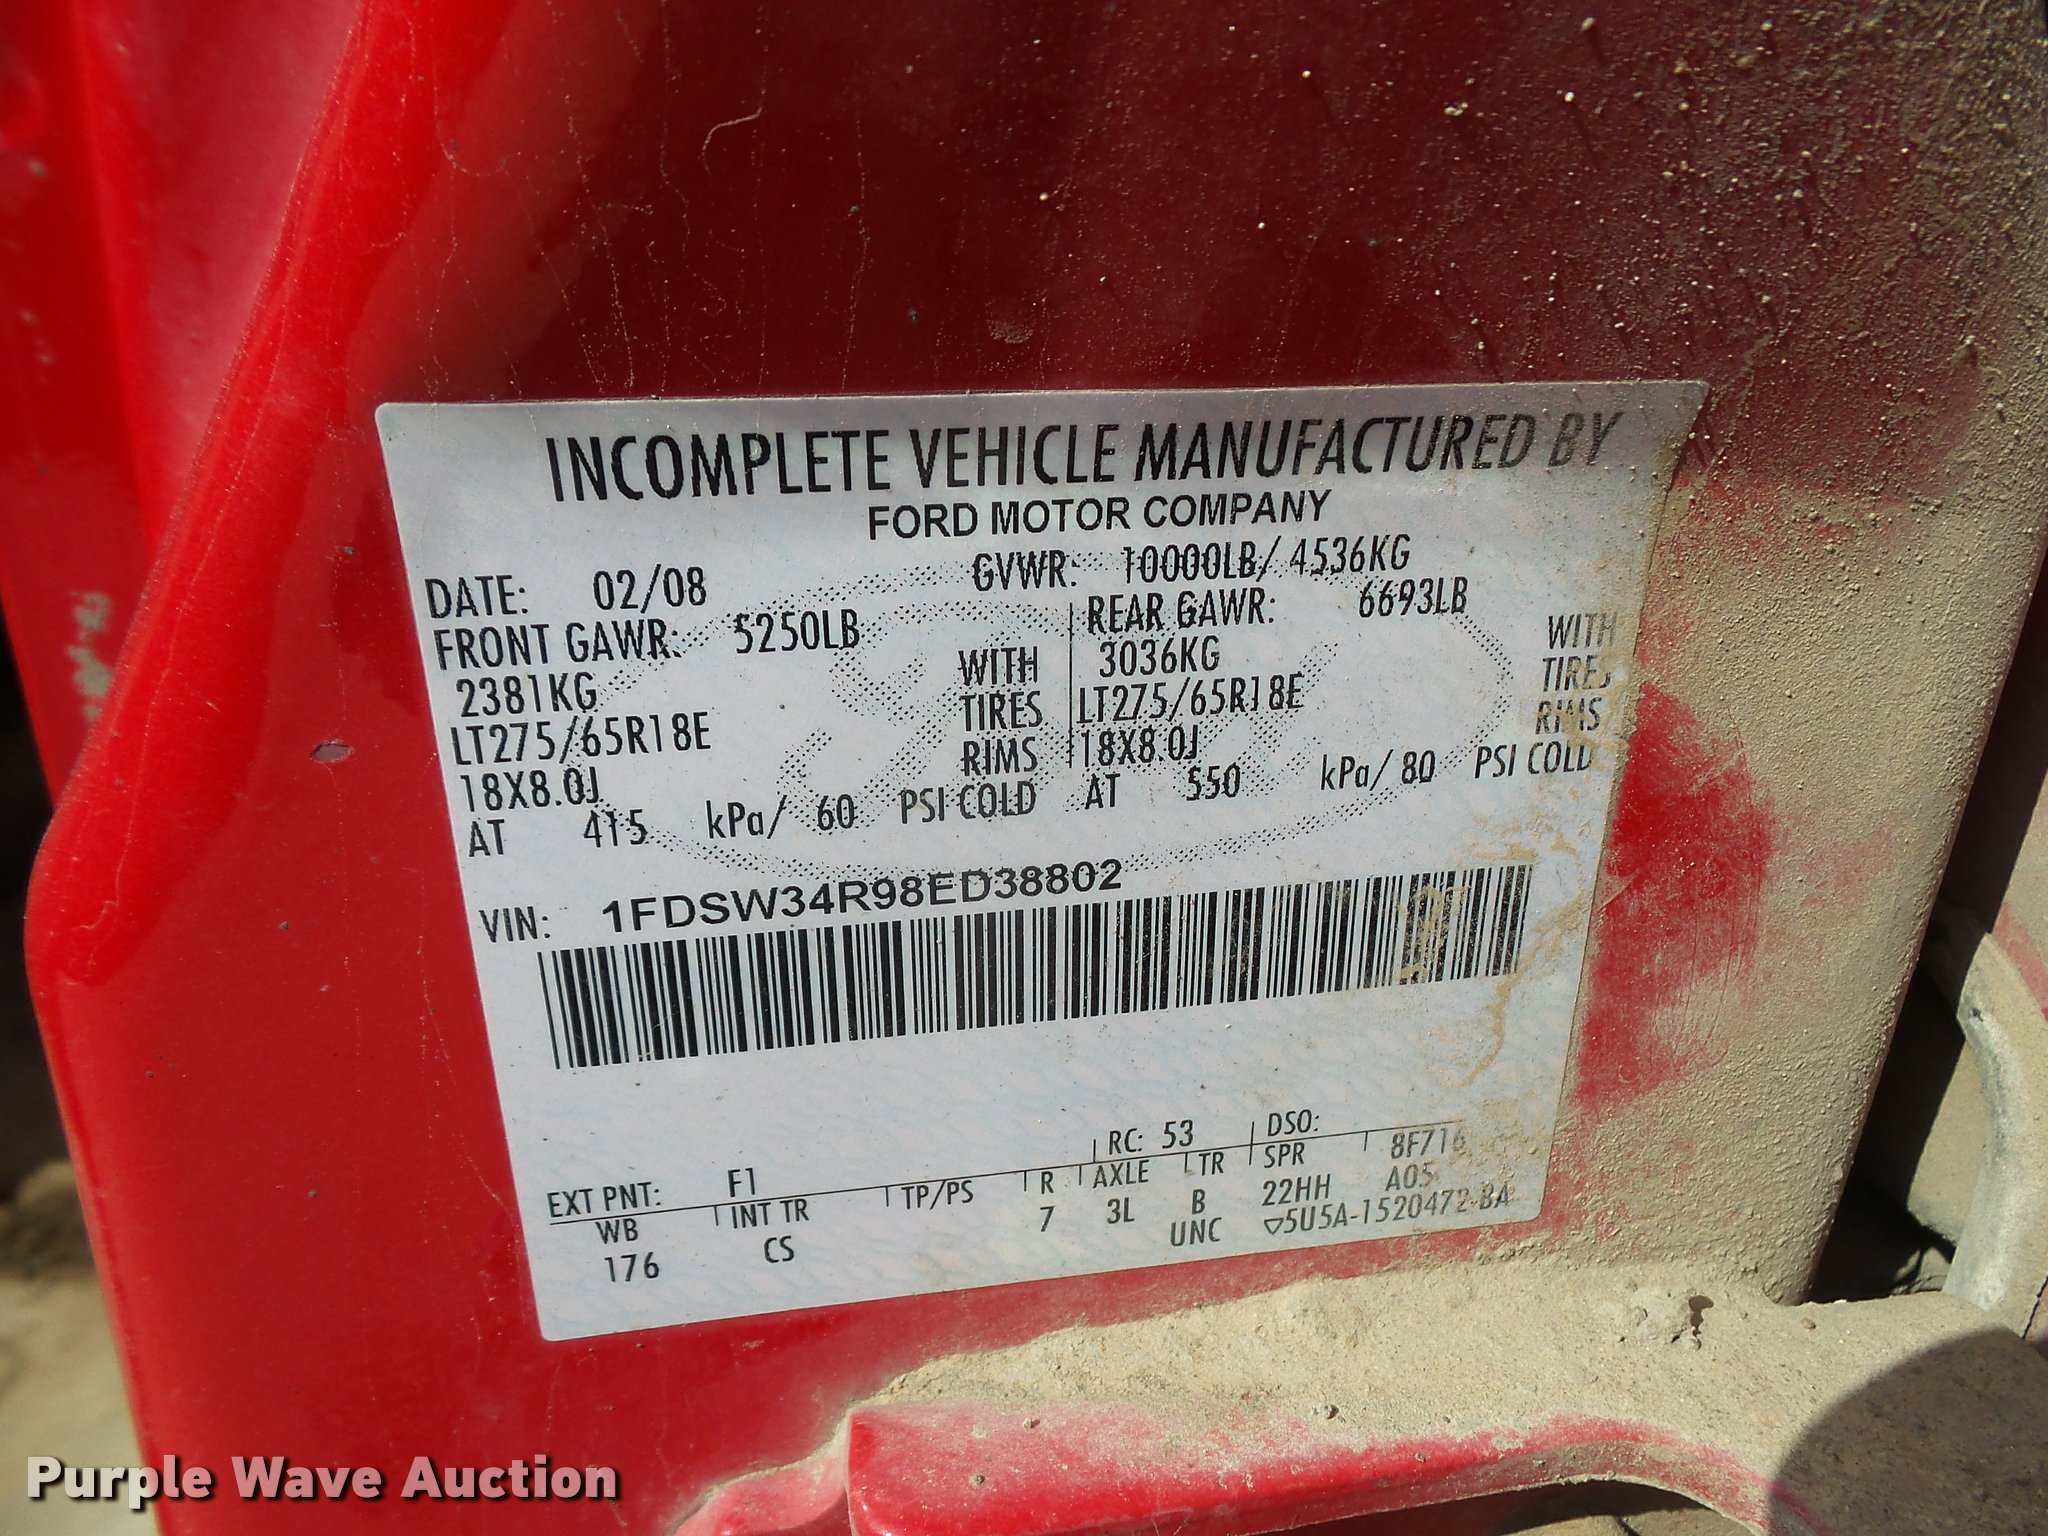 INCOMPLETE VEHICLE MANUFACTURED BY
FORD MOTOR COMPANY
DATE: 02/08 GVWR: 10000LB/ 4536KG
FRONT GAWR: 5250LB REAR GAWR: 6693LB
2381KG WITH 3036KG WITH
LT275/65R18E TIRES LT275/65R18E TIRES
18X8.0J RIMS 18X8.0J RIMS
AT 415 kPa/ 60 PSI COLD AT 550 kPa/ 80 PSI COLD
VIN: 1FDSW34R98ED38802
RC: 53 DSO:
EXT PNT: F1 8F716
WB INT TR TP/PS R AXLE TR SPR A05
176 CS 7 3L B 22HH
UNC 5U5A-1520472-BA
Purple Wave Auction